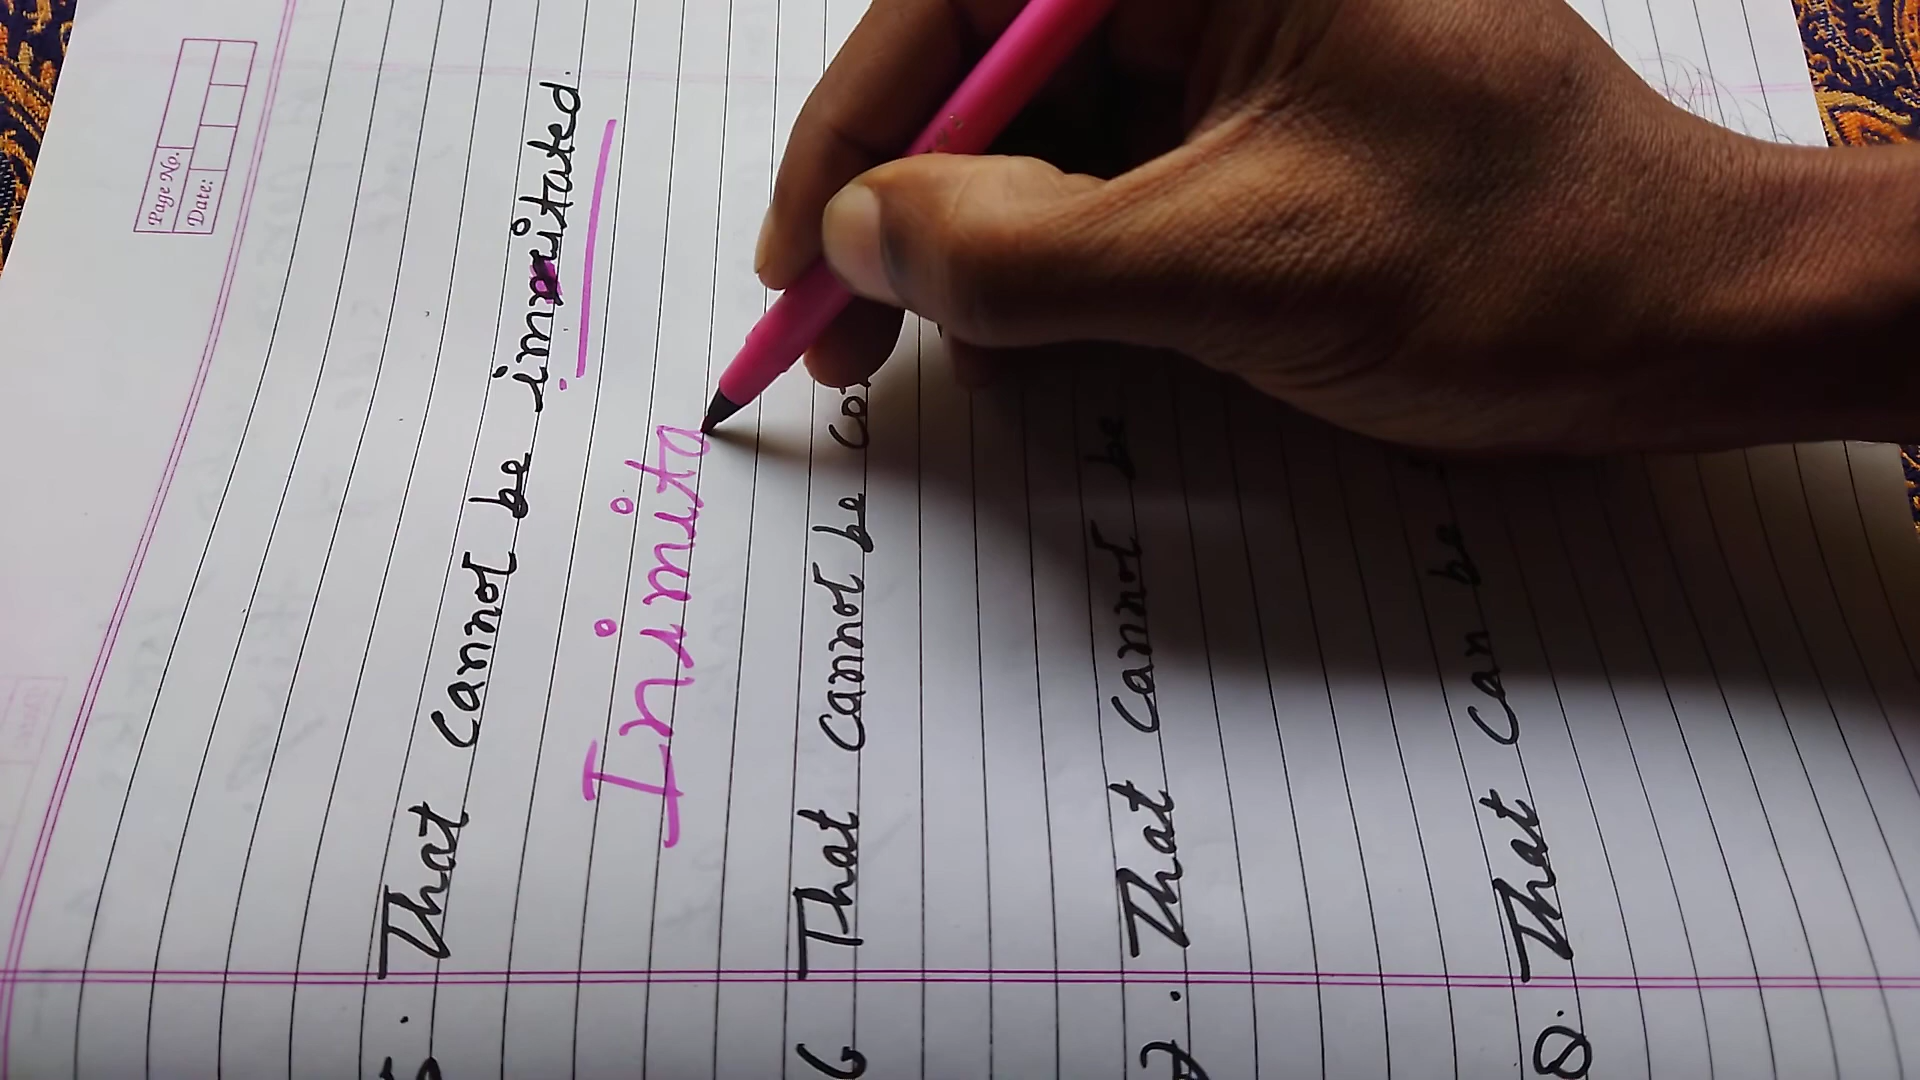 Page No.
Date:
5. That cannot be imitated.
Inimita
6 That cannot be co
7. That cannot be
8. That can be